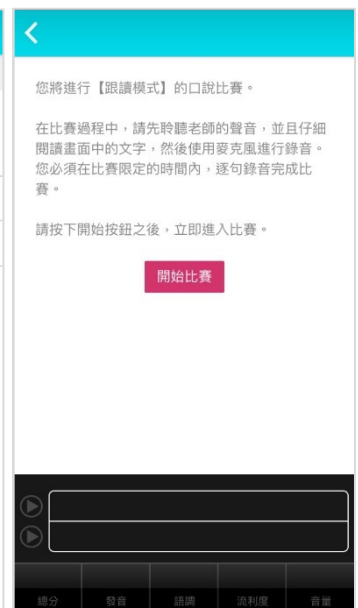 您將進行【跟讀模式】的口說比賽。
在比賽過程中，請先聆聽老師的聲音，並且仔細
閱讀畫面中的文字，然後使用麥克風進行錄音。
您必須在比賽限定的時間內，逐句錄音完成比
賽。
請按下開始按鈕之後，立即進入比賽。
開始比賽
總分 發音 語調 流利度 音量